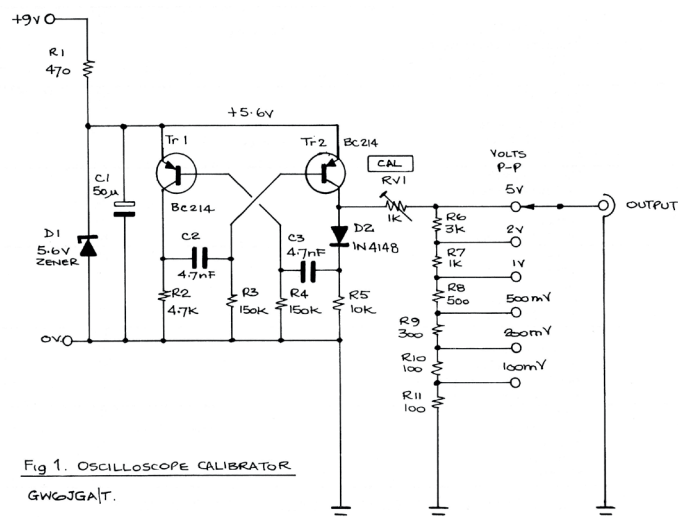 +9v
R1
470
+5.6v
Tr1
Tr2
BC214
VOLTS
P-P
CAL
RV1
1K
5v
OUTPUT
C1
50µ
BC214
R6
3K
2v
D1
5.6v
ZENER
C2
4.7nF
C3
4.7nF
D2
IN4148
R7
1K
1v
R8
500
500mV
R2
4.7K
R3
150K
R4
150K
R5
10K
R9
300
200mV
0v
R10
100
100mV
R11
100
Fig 1. OSCILLOSCOPE CALIBRATOR
GW6JGA/T.